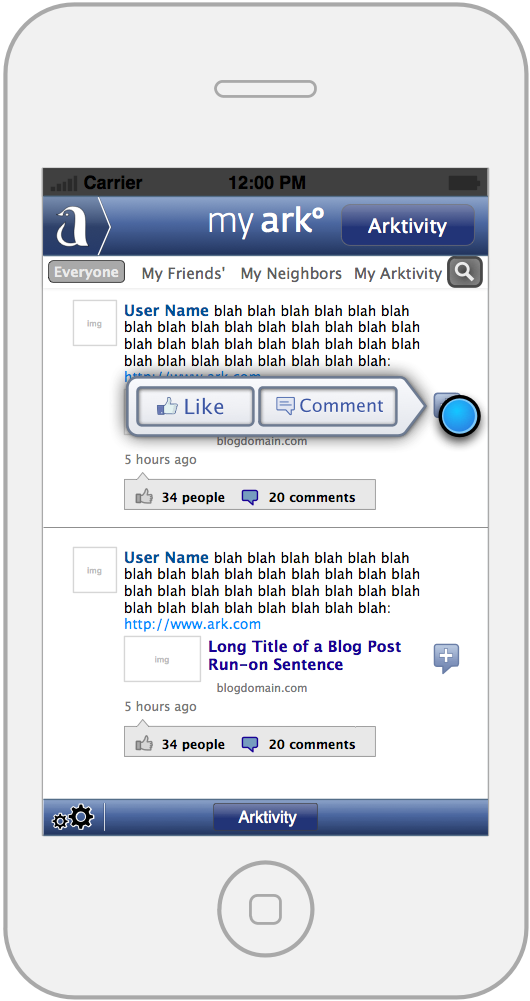 Carrier 12:00 PM
my ark° Arktivity
Everyone My Friends' My Neighbors My Arktivity
img
User Name blah blah blah blah blah blah
blah blah blah blah blah blah blah blah
blah blah blah blah blah blah blah blah
blah blah blah blah blah blah blah blah:
http://www.ark.com
Like Comment
blogdomain.com
5 hours ago
34 people 20 comments
img
User Name blah blah blah blah blah blah
blah blah blah blah blah blah blah blah
blah blah blah blah blah blah blah blah
blah blah blah blah blah blah blah blah:
http://www.ark.com
img
Long Title of a Blog Post
Run-on Sentence
blogdomain.com
5 hours ago
34 people 20 comments
Arktivity